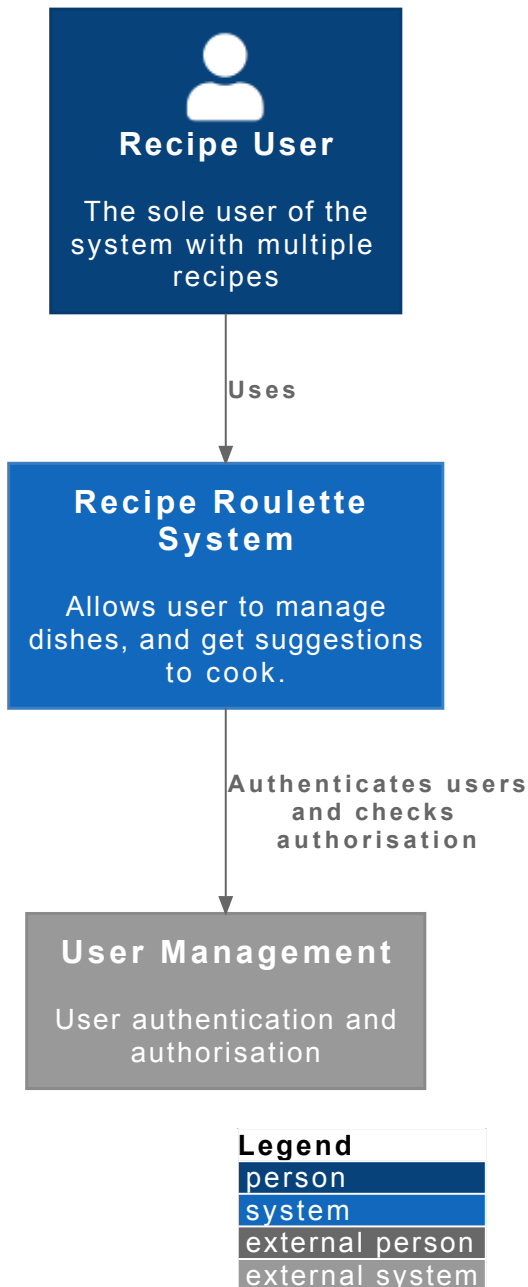 Recipe User
The sole user of the
system with multiple
recipes
Uses
Recipe Roulette
System
Allows user to manage
dishes, and get suggestions
to cook.
Authenticates users
and checks
authorisation
User Management
User authentication and
authorisation
Legend
person
system
external person
external system